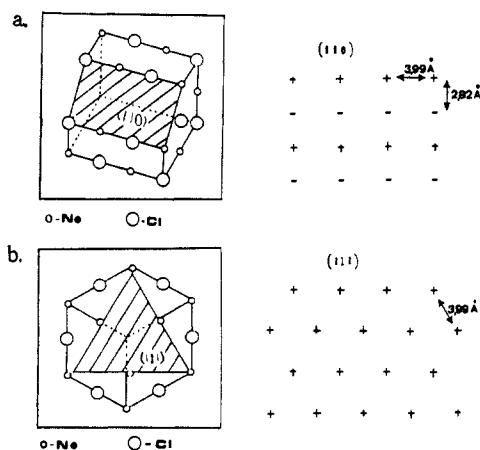 a.
(110)
o-Na O-Cl
(110)
3,99Å
+ + + +
2,82Å
- - - -
+ + + +
- - - -
b.
(111)
o-Na O-Cl
(111)
+ + + +
3,99Å
+ + + + +
+ + + +
+ + + + +